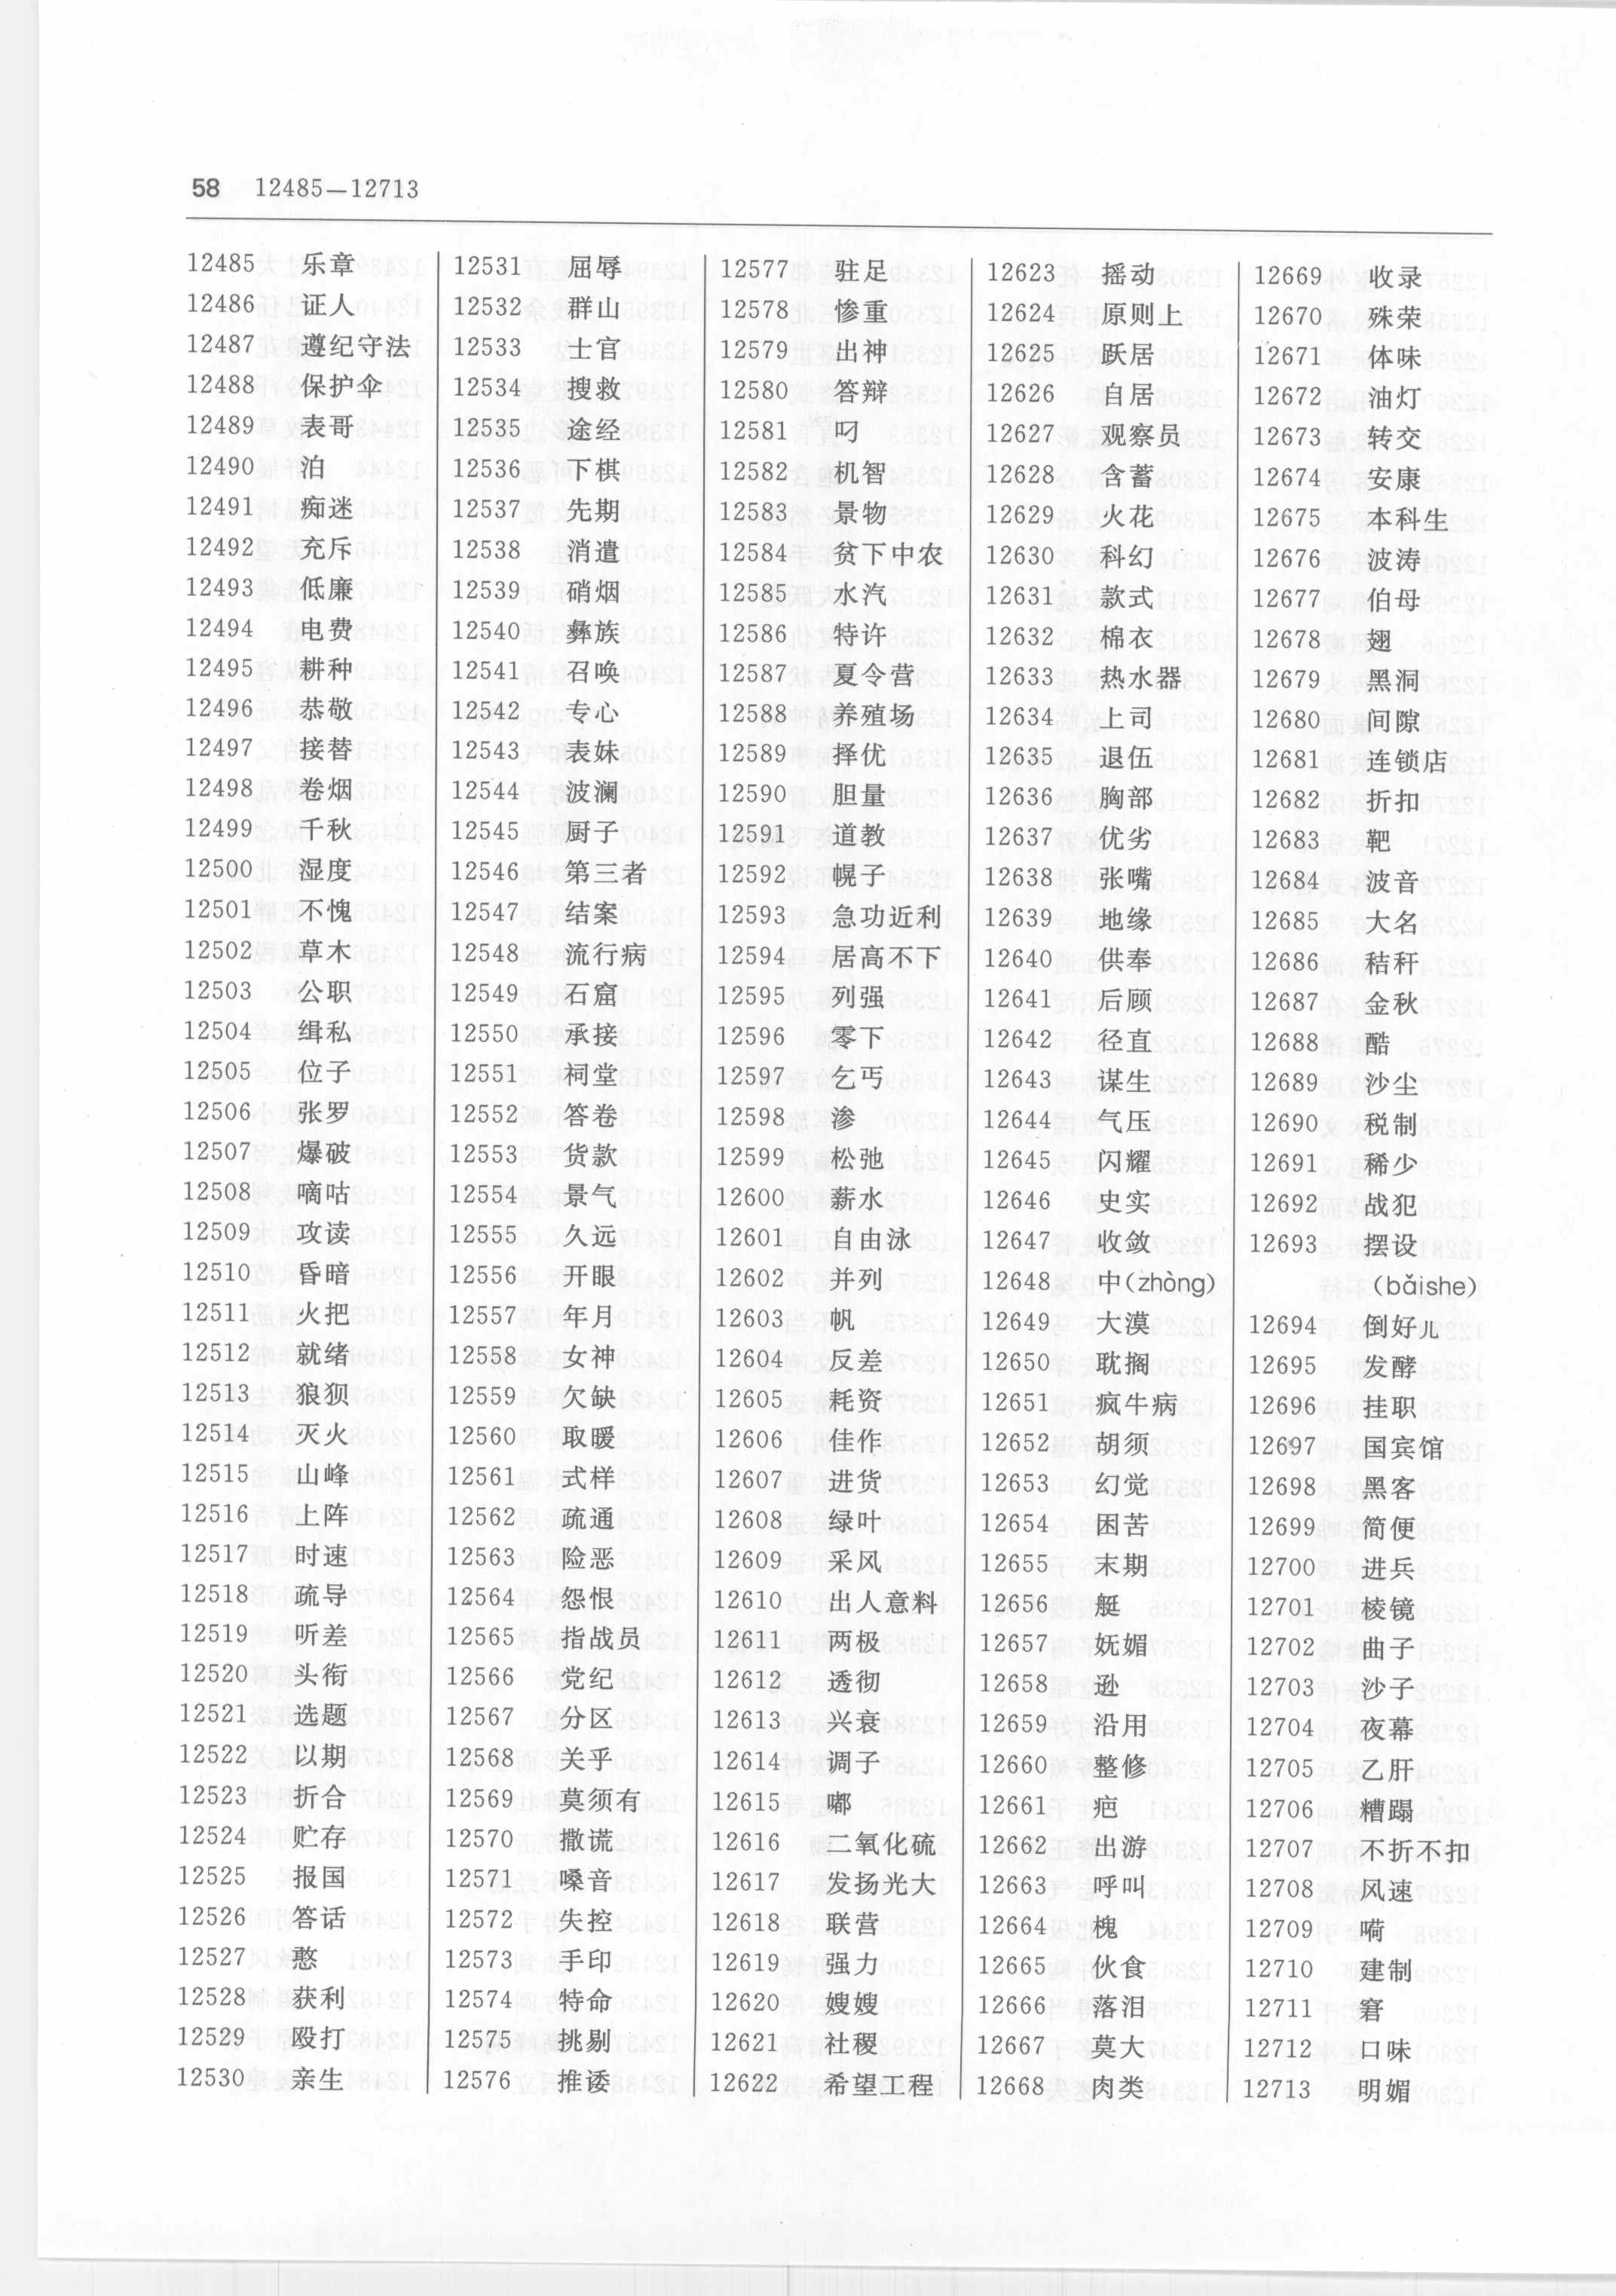 58 12485—12713
12485 乐章
12486 证人
12487 遵纪守法
12488 保护伞
12489 表哥
12490 泊
12491 痴迷
12492 充斥
12493 低廉
12494 电费
12495 耕种
12496 恭敬
12497 接替
12498 卷烟
12499 千秋
12500 湿度
12501 不愧
12502 草木
12503 公职
12504 缉私
12505 位子
12506 张罗
12507 爆破
12508 嘀咕
12509 攻读
12510 昏暗
12511 火把
12512 就绪
12513 狼狈
12514 灭火
12515 山峰
12516 上阵
12517 时速
12518 疏导
12519 听差
12520 头衔
12521 选题
12522 以期
12523 折合
12524 贮存
12525 报国
12526 答话
12527 憨
12528 获利
12529 殴打
12530 亲生
12531 屈辱
12532 群山
12533 士官
12534 搜救
12535 途经
12536 下棋
12537 先期
12538 消遣
12539 硝烟
12540 彝族
12541 召唤
12542 专心
12543 表妹
12544 波澜
12545 厨子
12546 第三者
12547 结案
12548 流行病
12549 石窟
12550 承接
12551 祠堂
12552 答卷
12553 货款
12554 景气
12555 久远
12556 开眼
12557 年月
12558 女神
12559 欠缺
12560 取暖
12561 式样
12562 疏通
12563 险恶
12564 怨恨
12565 指战员
12566 党纪
12567 分区
12568 关乎
12569 莫须有
12570 撒谎
12571 嗓音
12572 失控
12573 手印
12574 特命
12575 挑剔
12576 推诿
12577 驻足
12578 惨重
12579 出神
12580 答辩
12581 叼
12582 机智
12583 景物
12584 贫下中农
12585 水汽
12586 特许
12587 夏令营
12588 养殖场
12589 择优
12590 胆量
12591 道教
12592 幌子
12593 急功近利
12594 居高不下
12595 列强
12596 零下
12597 乞丐
12598 渗
12599 松弛
12600 薪水
12601 自由泳
12602 并列
12603 帆
12604 反差
12605 耗资
12606 佳作
12607 进货
12608 绿叶
12609 采风
12610 出人意料
12611 两极
12612 透彻
12613 兴衰
12614 调子
12615 嘟
12616 二氧化硫
12617 发扬光大
12618 联营
12619 强力
12620 嫂嫂
12621 社稷
12622 希望工程
12623 摇动
12624 原则上
12625 跃居
12626 自居
12627 观察员
12628 含蓄
12629 火花
12630 科幻
12631 款式
12632 棉衣
12633 热水器
12634 上司
12635 退伍
12636 胸部
12637 优劣
12638 张嘴
12639 地缘
12640 供奉
12641 后顾
12642 径直
12643 谋生
12644 气压
12645 闪耀
12646 史实
12647 收敛
12648 中(zhòng)
12649 大漠
12650 耽搁
12651 疯牛病
12652 胡须
12653 幻觉
12654 困苦
12655 末期
12656 艇
12657 妩媚
12658 逊
12659 沿用
12660 整修
12661 疤
12662 出游
12663 呼叫
12664 槐
12665 伙食
12666 落泪
12667 莫大
12668 肉类
12669 收录
12670 殊荣
12671 体味
12672 油灯
12673 转交
12674 安康
12675 本科生
12676 波涛
12677 伯母
12678 翅
12679 黑洞
12680 间隙
12681 连锁店
12682 折扣
12683 靶
12684 波音
12685 大名
12686 秸秆
12687 金秋
12688 酷
12689 沙尘
12690 税制
12691 稀少
12692 战犯
12693 摆设
(bǎishe)
12694 倒好儿
12695 发酵
12696 挂职
12697 国宾馆
12698 黑客
12699 简便
12700 进兵
12701 棱镜
12702 曲子
12703 沙子
12704 夜幕
12705 乙肝
12706 糟蹋
12707 不折不扣
12708 风速
12709 嗬
12710 建制
12711 窘
12712 口味
12713 明媚